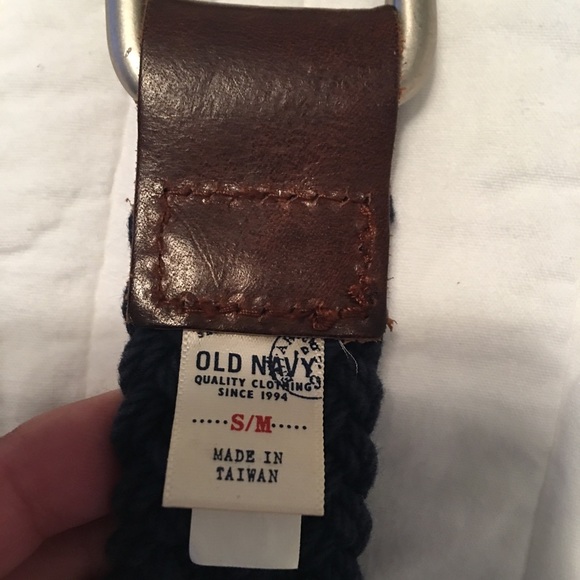 OLD NAVY
QUALITY CLOTHING
SINCE 1994
·····S/M·····
MADE IN
TAIWAN